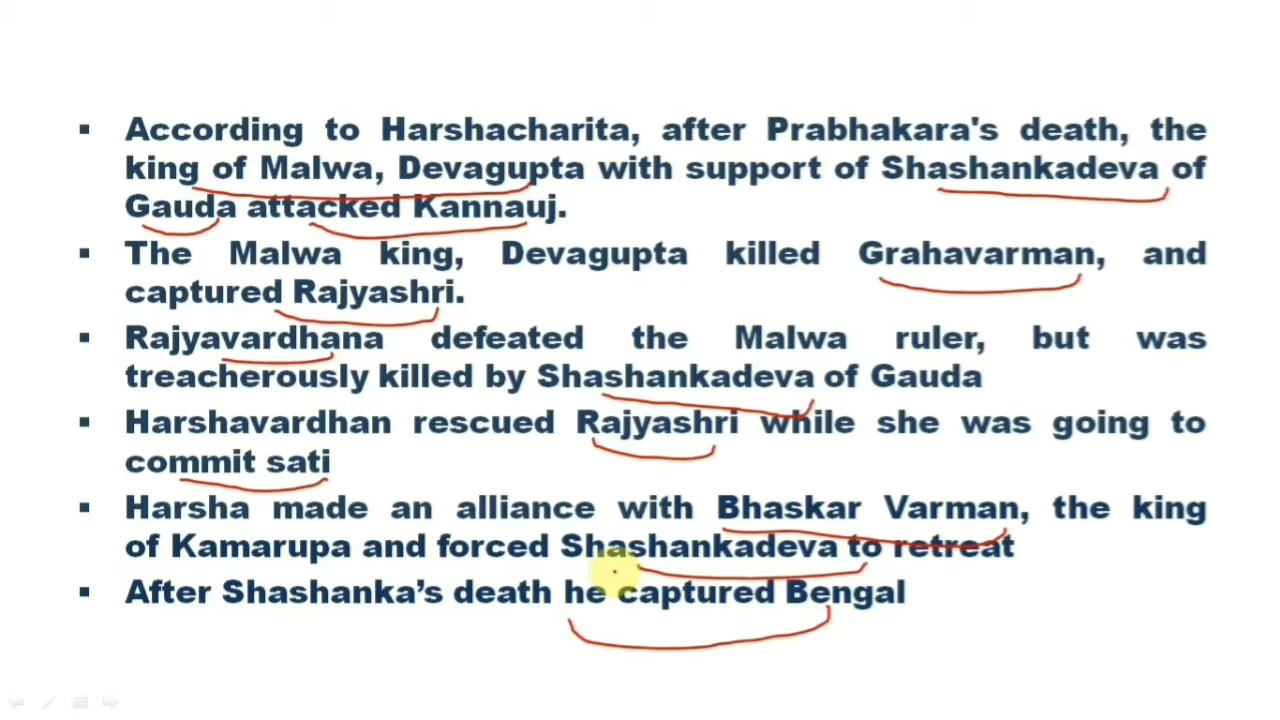 ▪ According to Harshacharita, after Prabhakara's death, the
king of Malwa, Devagupta with support of Shashankadeva of
Gauda attacked Kannauj.
▪ The Malwa king, Devagupta killed Grahavarman, and
captured Rajyashri.
▪ Rajyavardhana defeated the Malwa ruler, but was
treacherously killed by Shashankadeva of Gauda
▪ Harshavardhan rescued Rajyashri while she was going to
commit sati
▪ Harsha made an alliance with Bhaskar Varman, the king
of Kamarupa and forced Shashankadeva to retreat
▪ After Shashanka’s death he captured Bengal